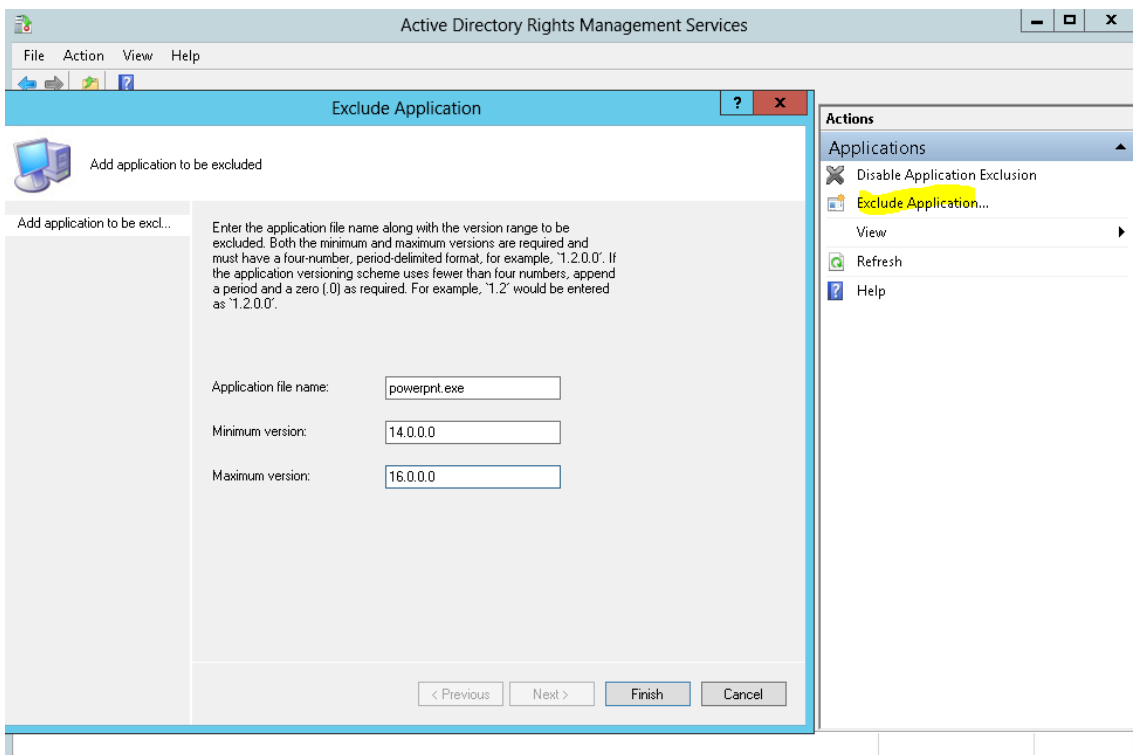 Active Directory Rights Management Services
File Action View Help
Exclude Application
Add application to be excluded
Add application to be excl...
Enter the application file name along with the version range to be
excluded. Both the minimum and maximum versions are required and
must have a four-number, period-delimited format, for example, `1.2.0.0´. If
the application versioning scheme uses fewer than four numbers, append
a period and a zero (.0) as required. For example, `1.2´ would be entered
as `1.2.0.0´.
Application file name: powerpnt.exe
Minimum version: 14.0.0.0
Maximum version: 16.0.0.0
< Previous Next > Finish Cancel
Actions
Applications
Disable Application Exclusion
Exclude Application...
View
Refresh
Help